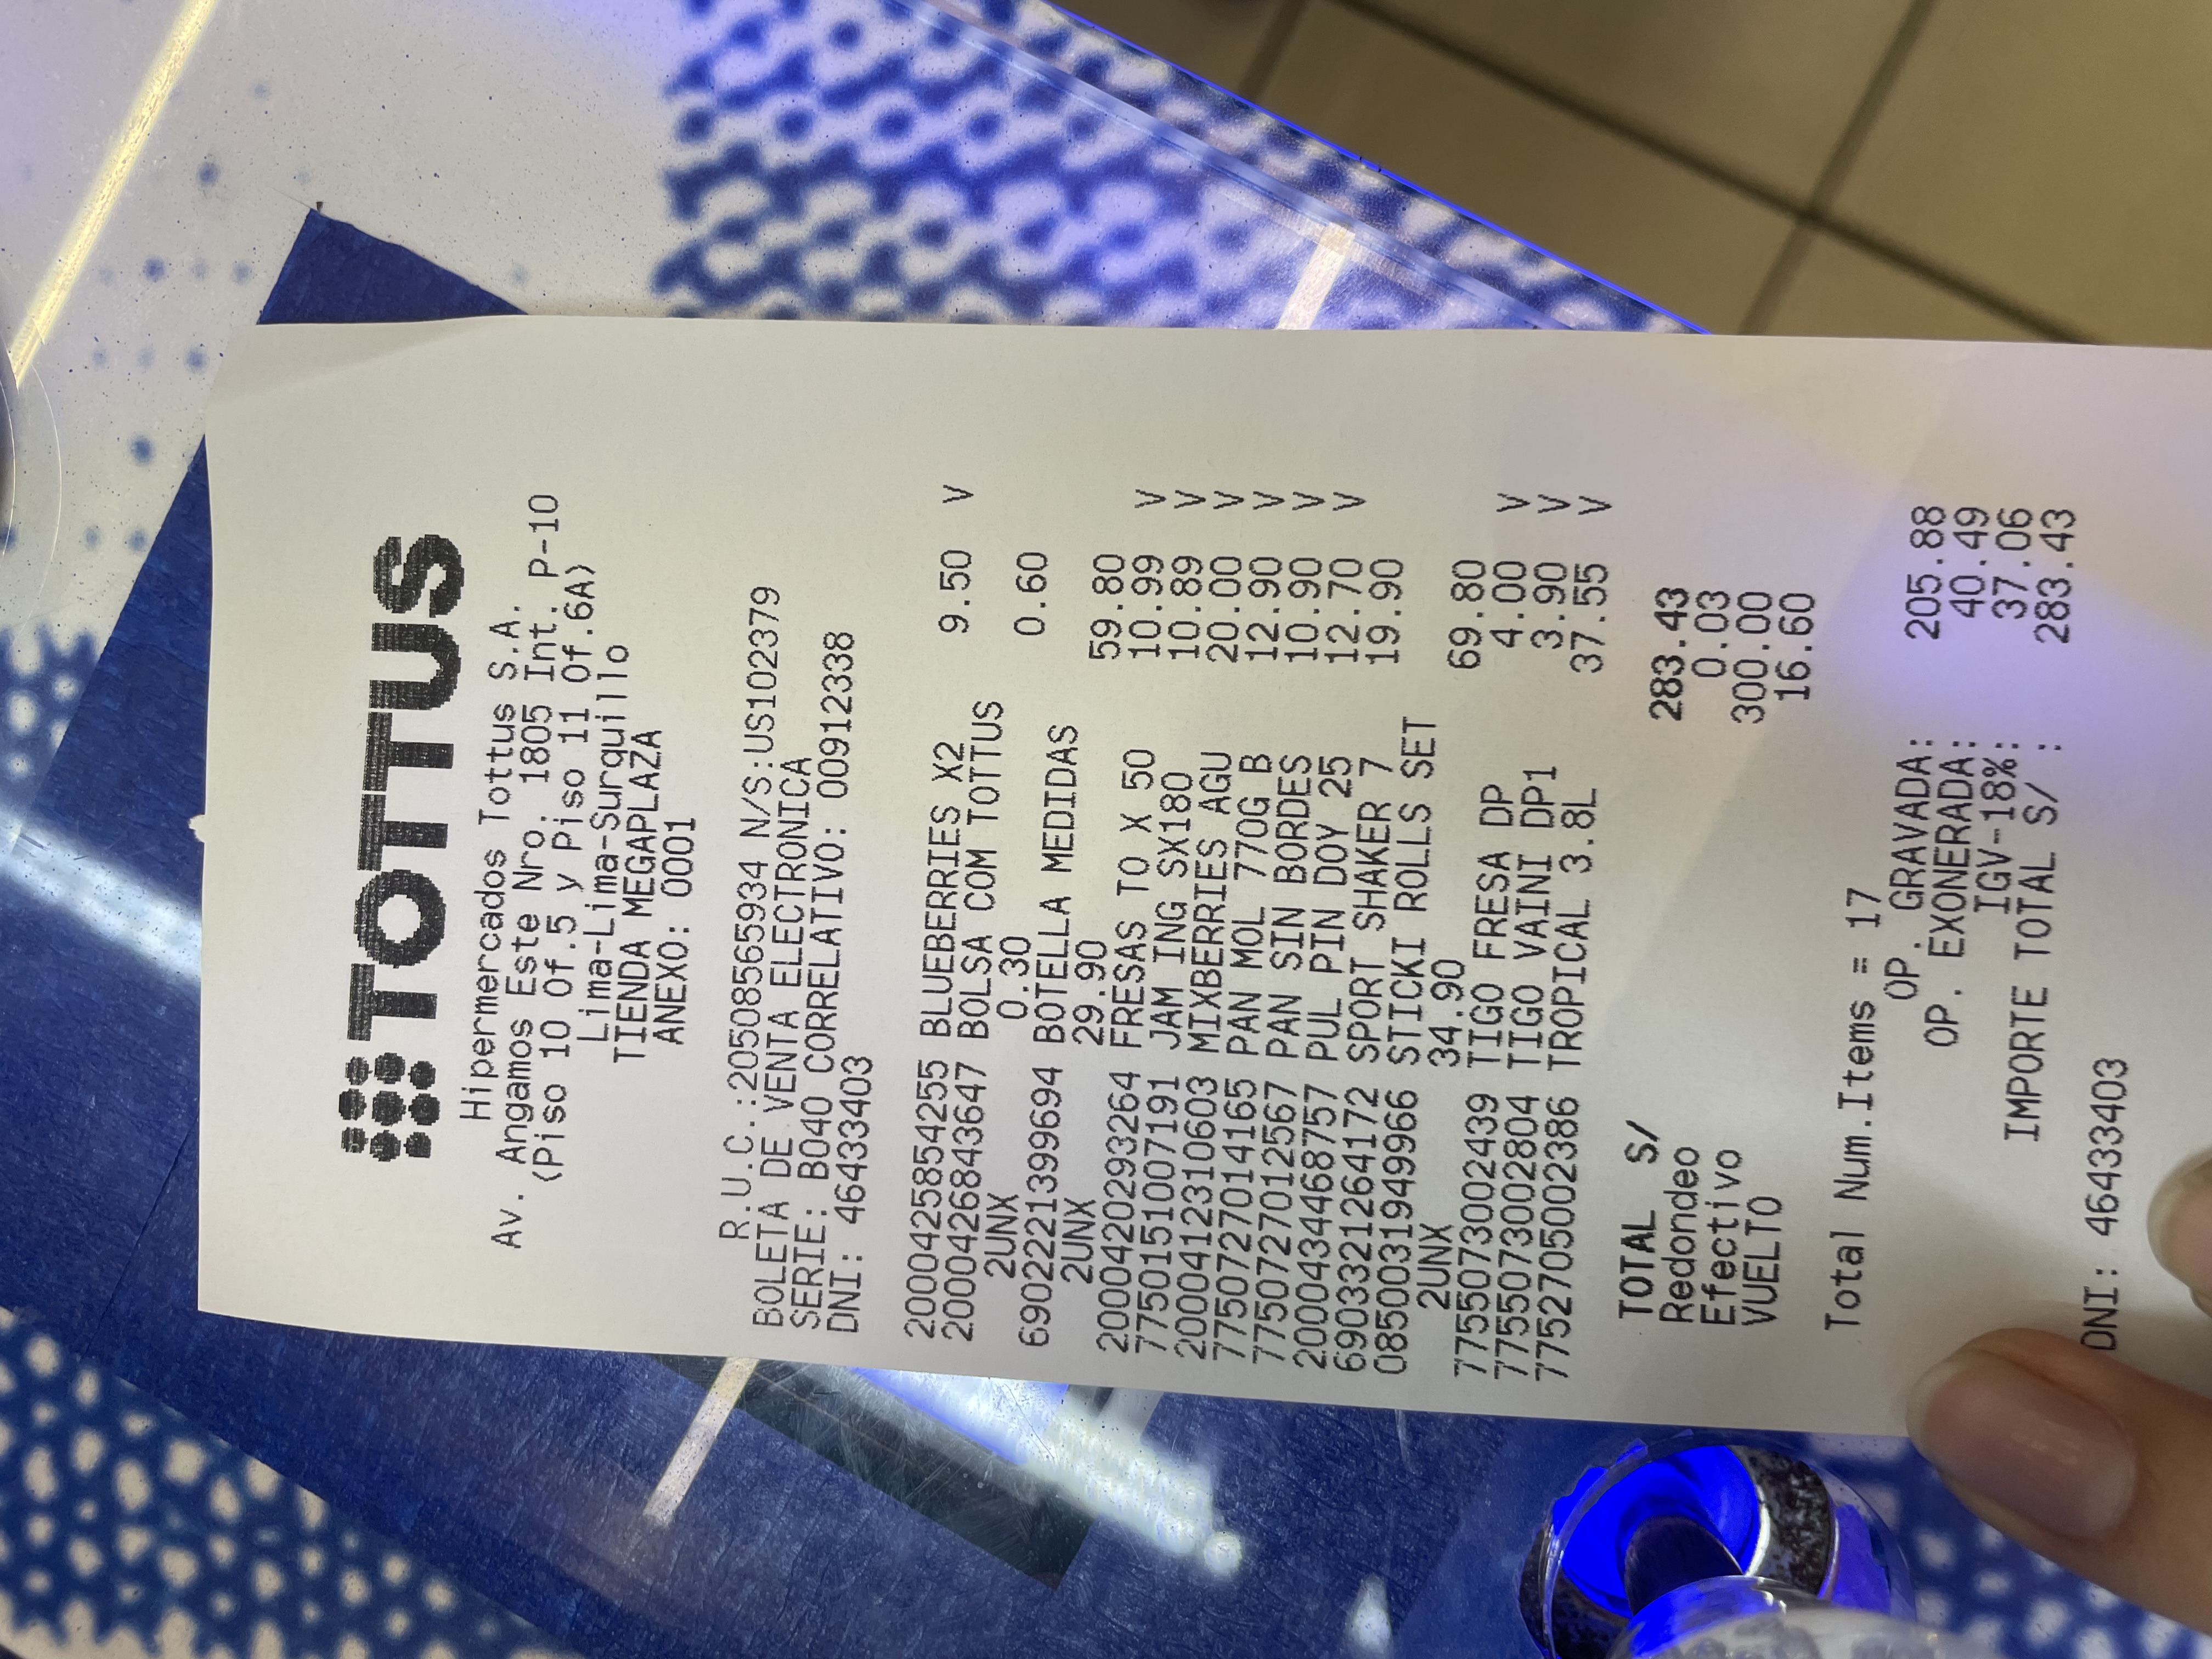 TOTTUS
Hipermercados Tottus S.A.
Av. Angamos Este Nro. 1805 Int. P-10
(Piso 10 Of.5 y Piso 11 Of.6A)
Lima-Lima-Surquillo
TIENDA MEGAPLAZA
ANEXO: 0001
R.U.C.:20508565934 N/S:US102379
BOLETA DE VENTA ELECTRONICA
SERIE: B040 CORRELATIVO: 00912338
DNI: 46433403
2000425854255 BLUEBERRIES X2 9.50 V
2000426843647 BOLSA COM TOTTUS
2UNX 0.30 0.60
6902221399694 BOTELLA MEDIDAS
2UNX 29.90 59.80
2000420293264 FRESAS TO X 50 10.99 V
7750151007191 JAM ING SX180 10.89 V
2000412310603 MIXBERRIES AGU 20.00 V
7750727014165 PAN MOL 770G B 12.90 V
7750727012567 PAN SIN BORDES 10.90 V
2000434468757 PUL PIN DOY 25 12.70 V
6903321264172 SPORT SHAKER 7 19.90
0850031949966 STICKI ROLLS SET
2UNX 34.90 69.80
7755073002439 TIGO FRESA DP 4.00 V
7755073002804 TIGO VAINI DP1 3.90 V
7752705002386 TROPICAL 3.8L 37.55 V
TOTAL S/ 283.43
Redondeo 0.03
Efectivo 300.00
VUELTO 16.60
Total Num.Items = 17
OP. GRAVADA: 205.88
OP. EXONERADA: 40.49
IGV-18%: 37.06
IMPORTE TOTAL S/ : 283.43
DNI: 46433403